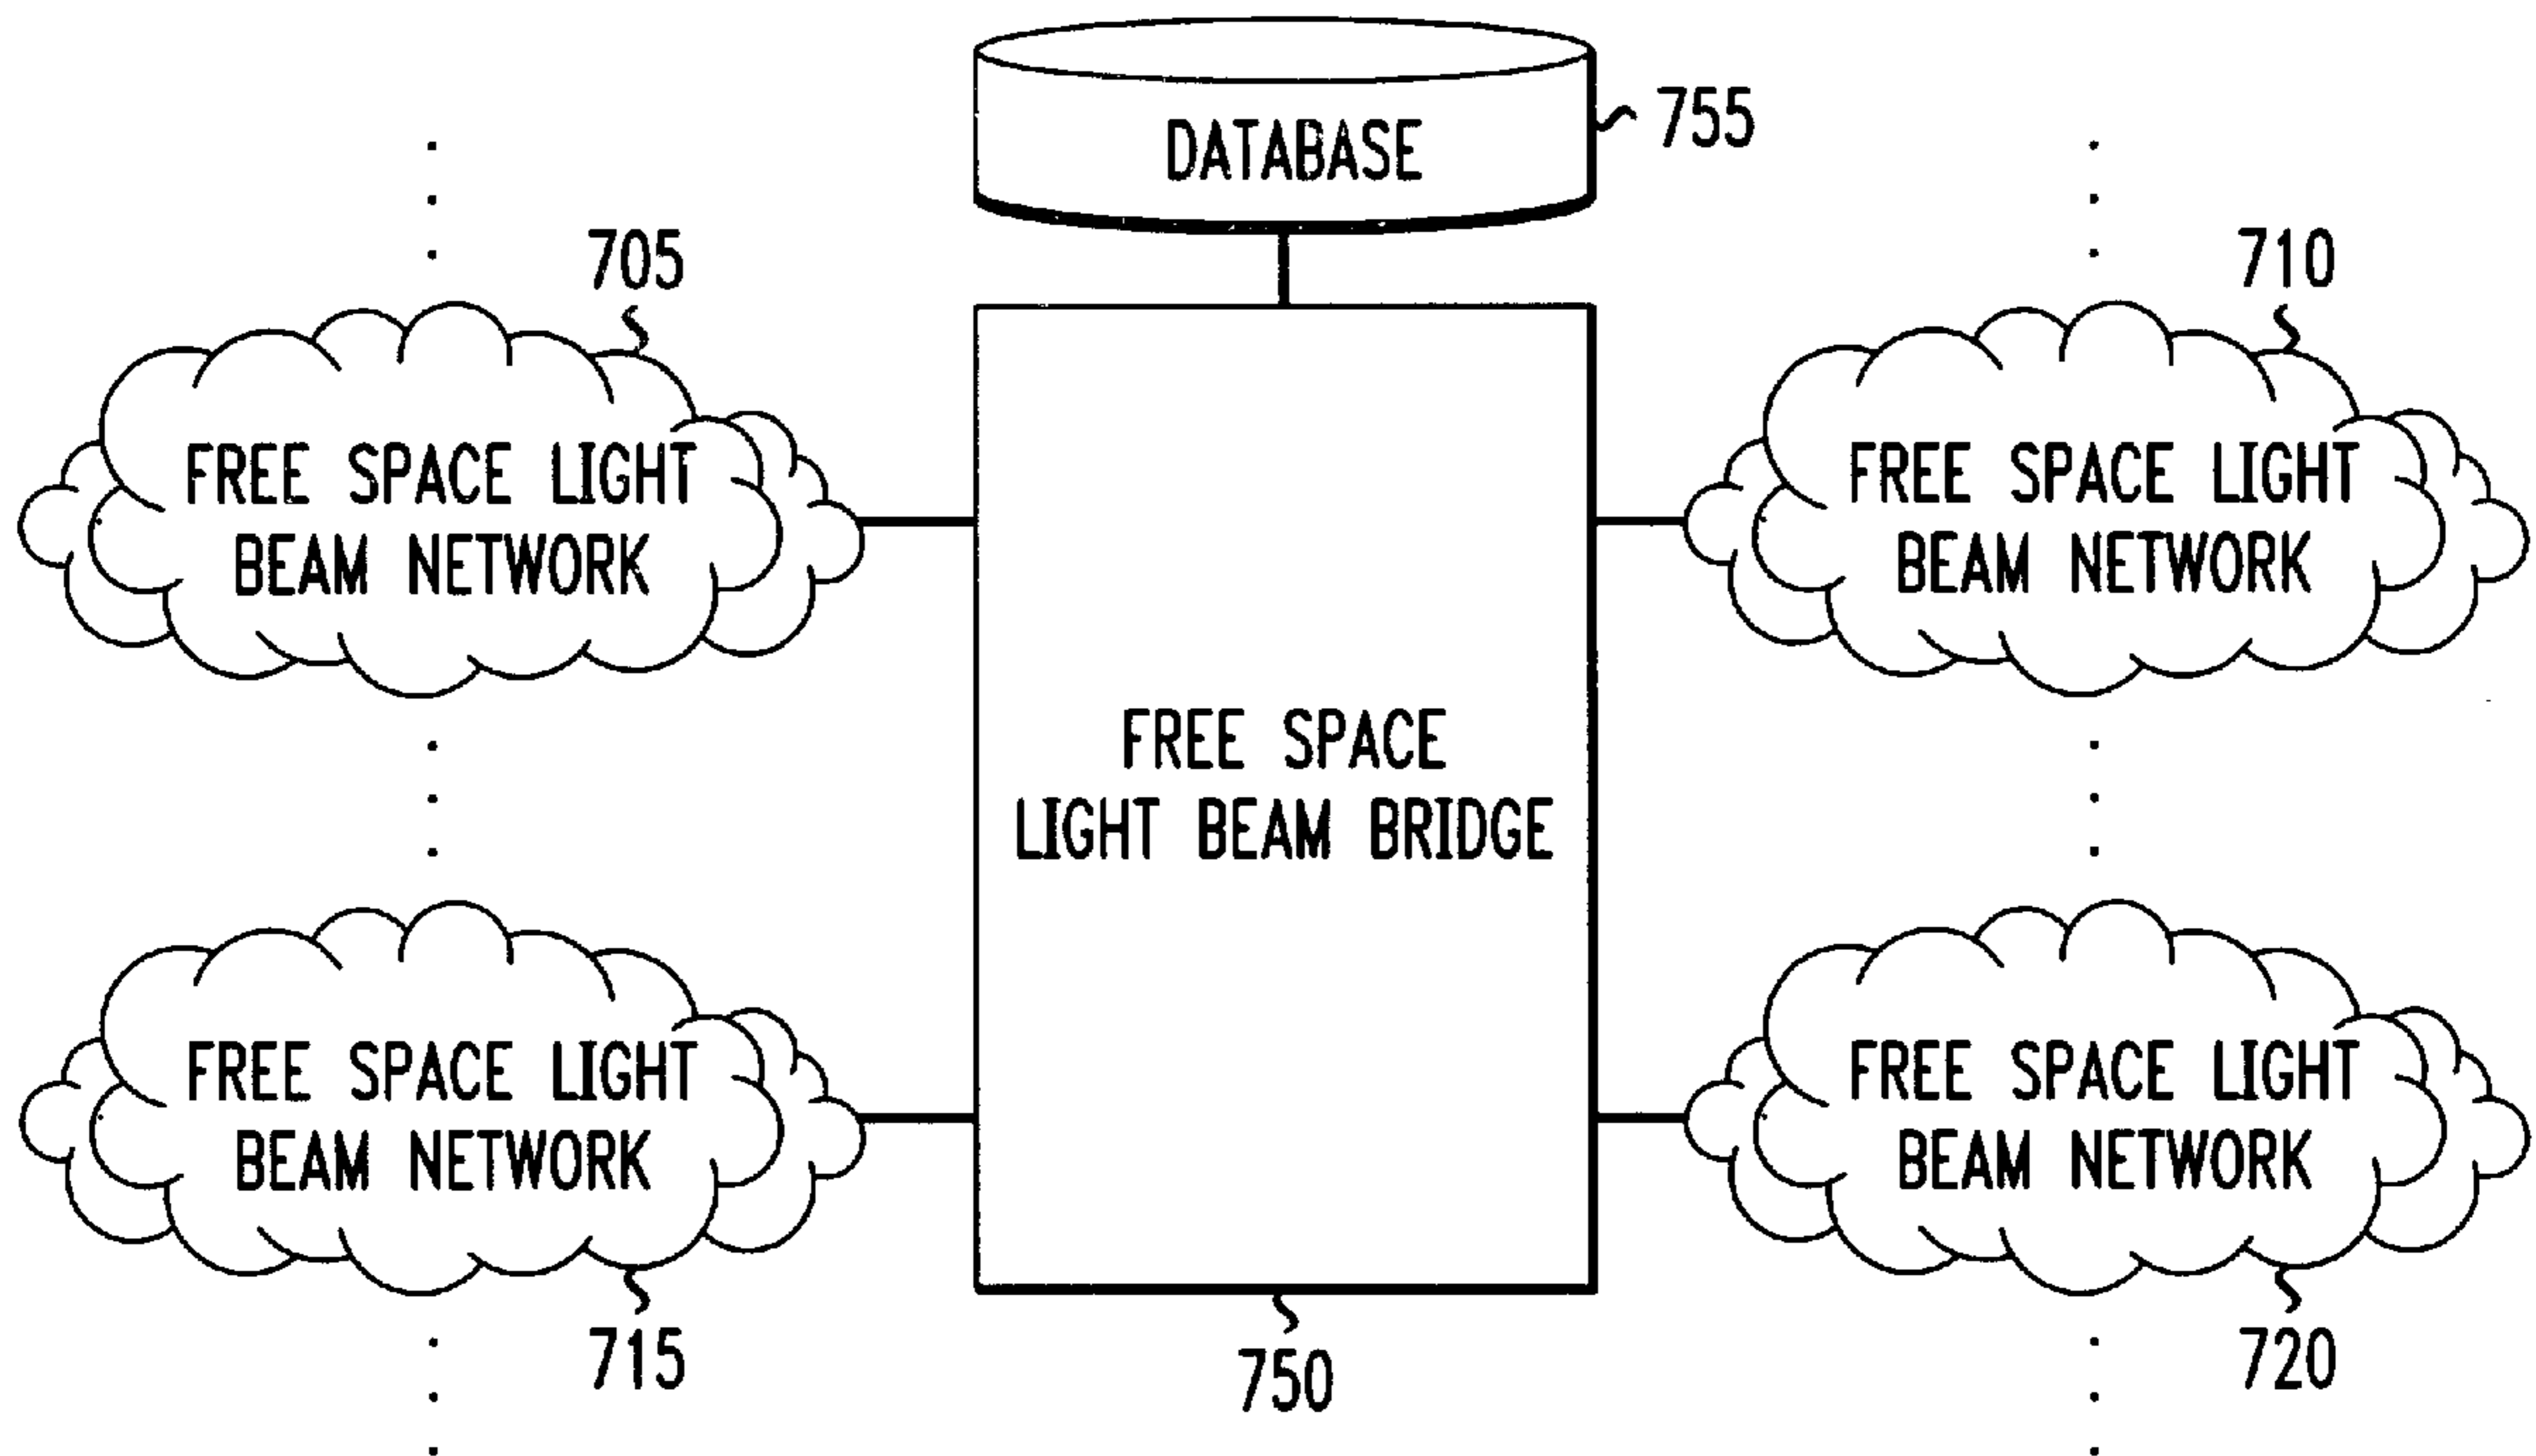 DATABASE
755
705
710
FREE SPACE LIGHT
BEAM NETWORK
FREE SPACE LIGHT
BEAM NETWORK
FREE SPACE
LIGHT BEAM BRIDGE
FREE SPACE LIGHT
BEAM NETWORK
FREE SPACE LIGHT
BEAM NETWORK
715
750
720